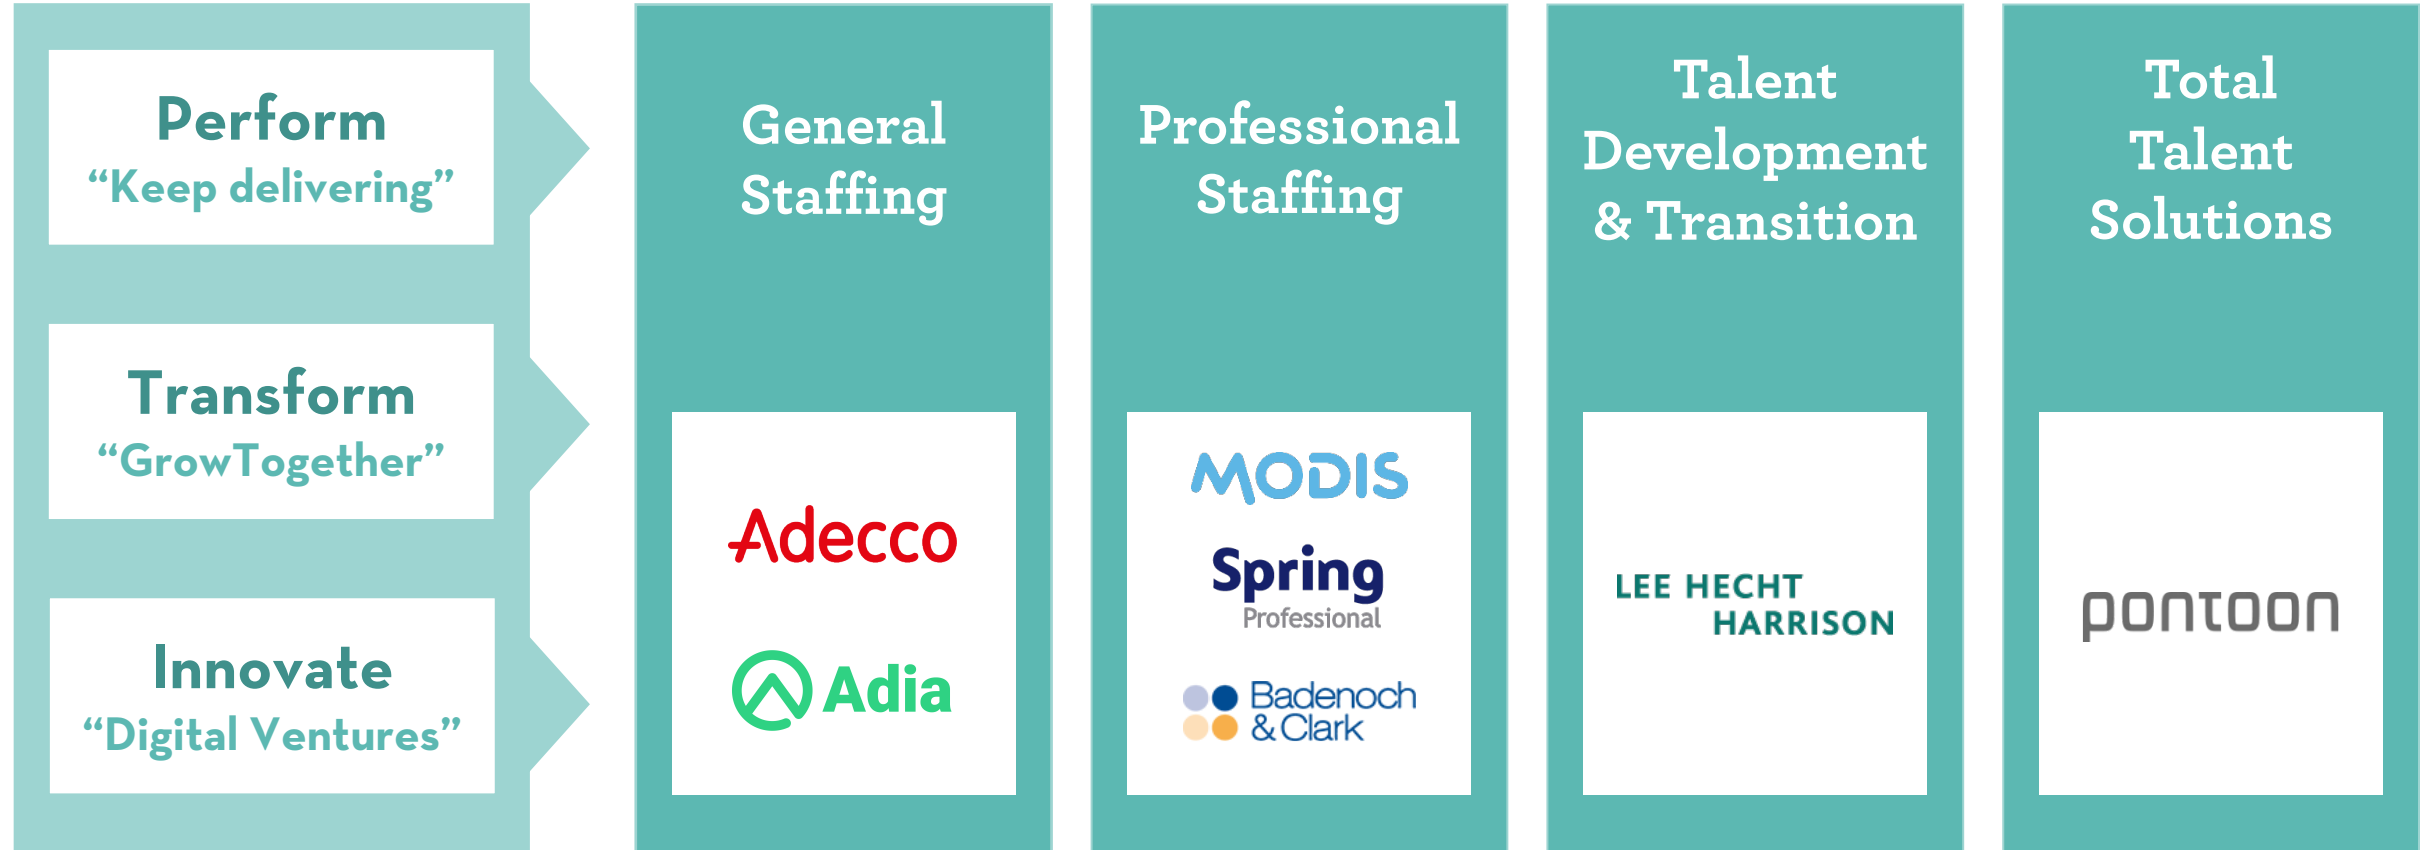 Perform
“Keep delivering”
Transform
“GrowTogether”
Innovate
“Digital Ventures”
General
Staffing
Adecco
Adia
Professional
Staffing
MODIS
Spring
Professional
Badenoch
& Clark
Talent
Development
& Transition
LEE HECHT
HARRISON
Total
Talent
Solutions
pontoon